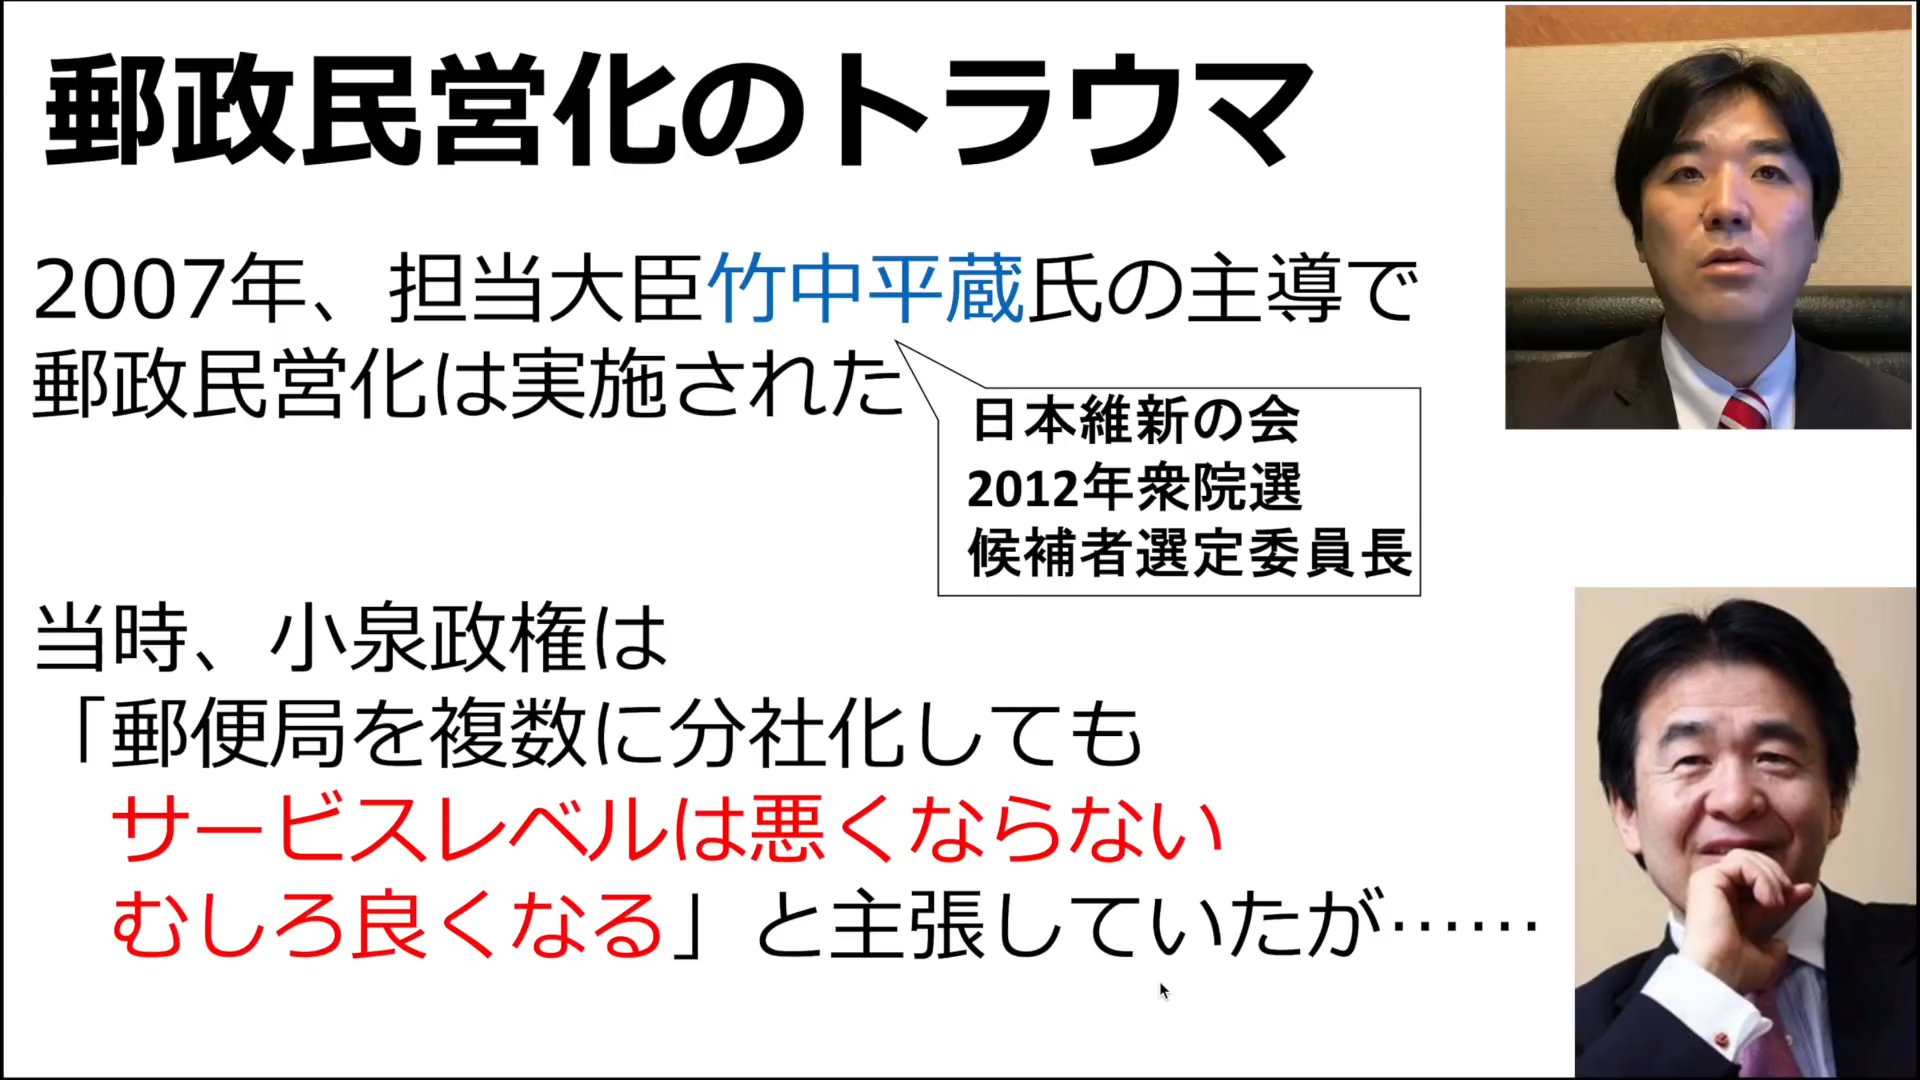 郵政民営化のトラウマ
2007年、担当大臣竹中平蔵氏の主導で
郵政民営化は実施された
日本維新の会
2012年衆院選
候補者選定委員長
当時、小泉政権は
「郵便局を複数に分社化しても
サービスレベルは悪くならない
むしろ良くなる」と主張していたが……